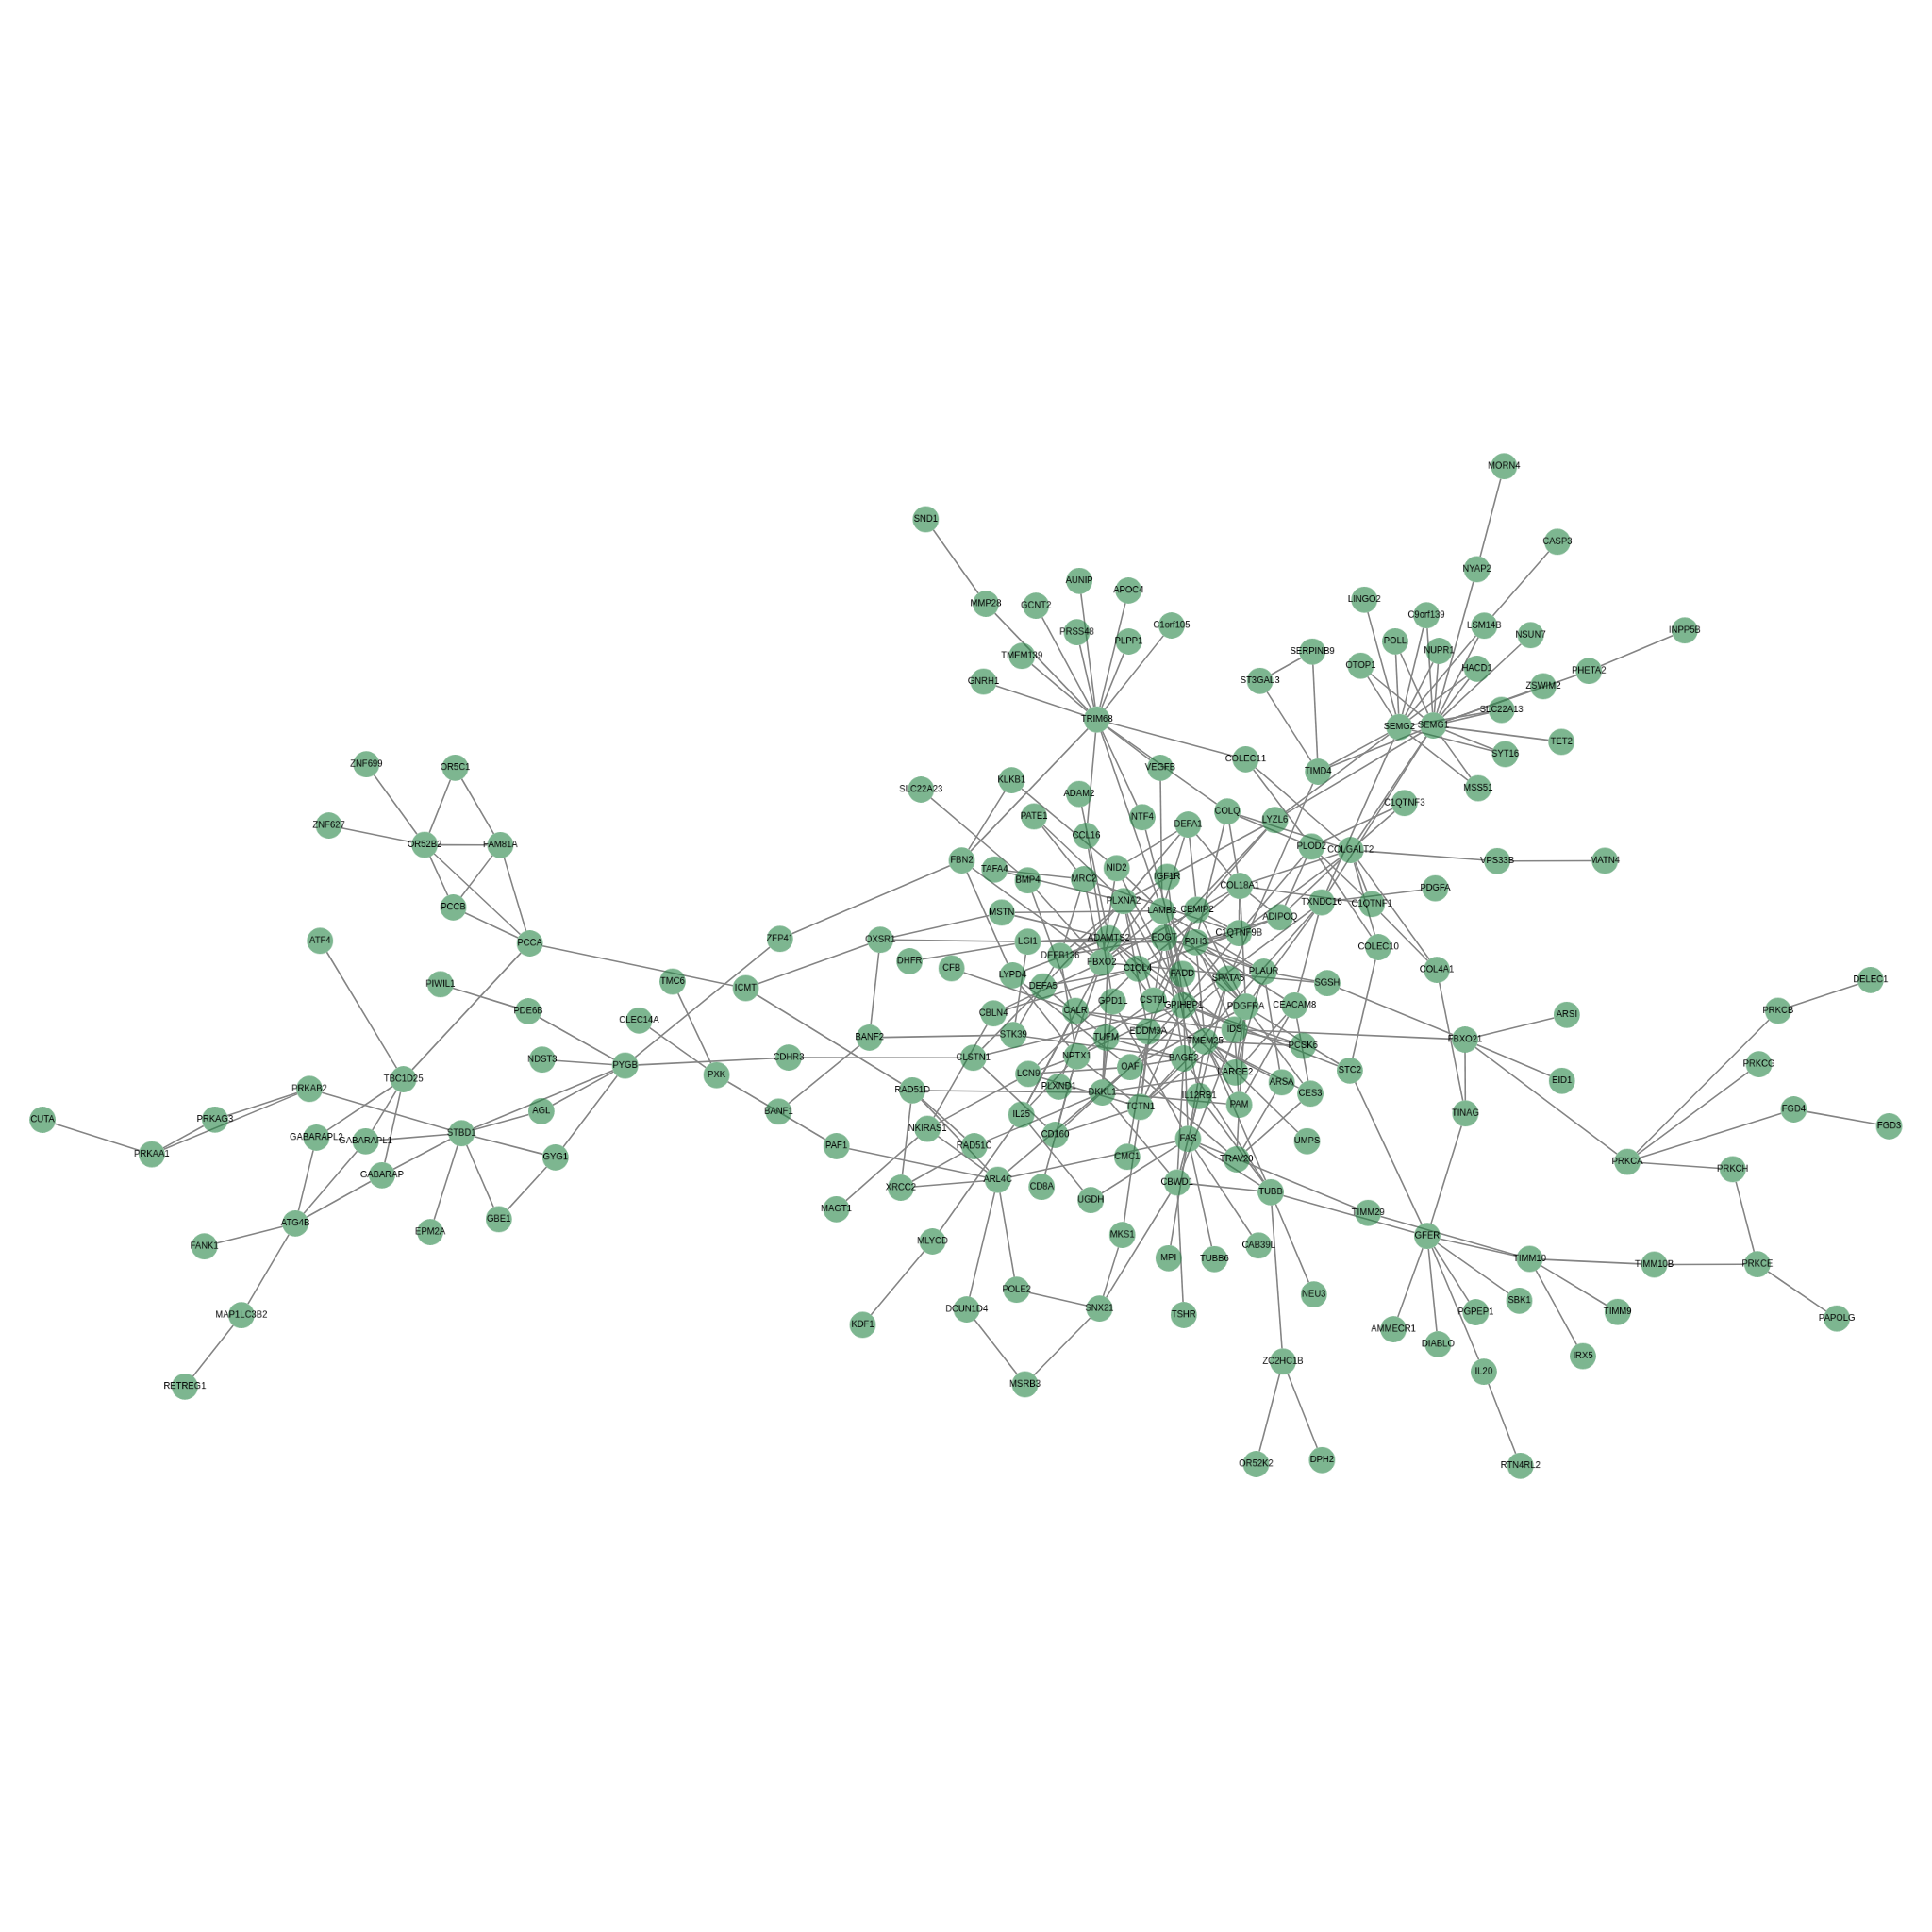 MORN4
SND1
CASP3
NYAP2
AUNIP
APOC4
LINGO2
MMP28
GCNT2
C9orf139
LSM14B
C1orf105
PRSS48
INPP5B
NSUN7
POLL
PLPP1
NUPR1
SERPINB9
TMEM139
OTOP1
HACD1
PHETA2
GNRH1
ST3GAL3
ZSWIM2
SLC22A13
TRIM68
SEMG2
SEMG1
TET2
SYT16
COLEC11
ZNF699
OR5C1
VEGFB
TIMD4
KLKB1
SLC22A23
MSS51
ADAM2
C1QTNF3
COLQ
PATE1
NTF4
LYZL6
DEFA1
ZNF627
CCL16
OR52B2
FAM81A
PLOD2
COLGALT2
FBN2
VPS33B
MATN4
NID2
TAFA4
IGF1R
BMP4
MRC2
COL18A1
PDGFA
PLXNA2
TXNDC16
C1QTNF1
PCCB
MSTN
LAMB2
CEMIP2
ADIPOQ
C1QTNF9B
ATF4
PCCA
ZFP41
OXSR1
LGI1
ADAMTS2
EOGT
P3H3
COLEC10
DEFB136
DHFR
FBXO2
CFB
C1QL4
COL4A1
LYPD4
FADD
SPATA5
PLAUR
TMC6
PIWIL1
ICMT
DEFA5
SGSH
DELEC1
GPD1L
CST9L
GPIHBP1
PDGFRA
CEACAM8
PDE6B
CBLN4
CALR
PRKCB
ARSI
CLEC14A
EDDM3A
IDS
BANF2
STK39
TUFM
TMEM25
FBXO21
PCSK6
NDST3
CDHR3
CLSTN1
NPTX1
BAGE2
PYGB
PRKCG
OAF
STC2
PXK
LCN9
LARGE2
TBC1D25
EID1
ARSA
PLXND1
PRKAB2
RAD51D
DKKL1
CES3
IL12RB1
PAM
TCTN1
FGD4
AGL
BANF1
IL25
TINAG
CUTA
PRKAG3
FGD3
NKIRAS1
STBD1
CD160
GABARAPL2
GABARAPL1
FAS
UMPS
PAF1
RAD51C
PRKAA1
GYG1
CMC1
TRAV20
PRKCA
PRKCH
GABARAP
ARL4C
CBWD1
XRCC2
CD8A
TUBB
UGDH
MAGT1
TIMM29
GBE1
ATG4B
EPM2A
MKS1
GFER
MLYCD
FANK1
CAB39L
MPI
TUBB6
TIMM10
TIMM10B
PRKCE
POLE2
NEU3
SBK1
DCUN1D4
SNX21
PGPEP1
TIMM9
MAP1LC3B2
TSHR
PAPOLG
KDF1
AMMECR1
DIABLO
IRX5
ZC2HC1B
IL20
MSRB3
RETREG1
DPH2
OR52K2
RTN4RL2